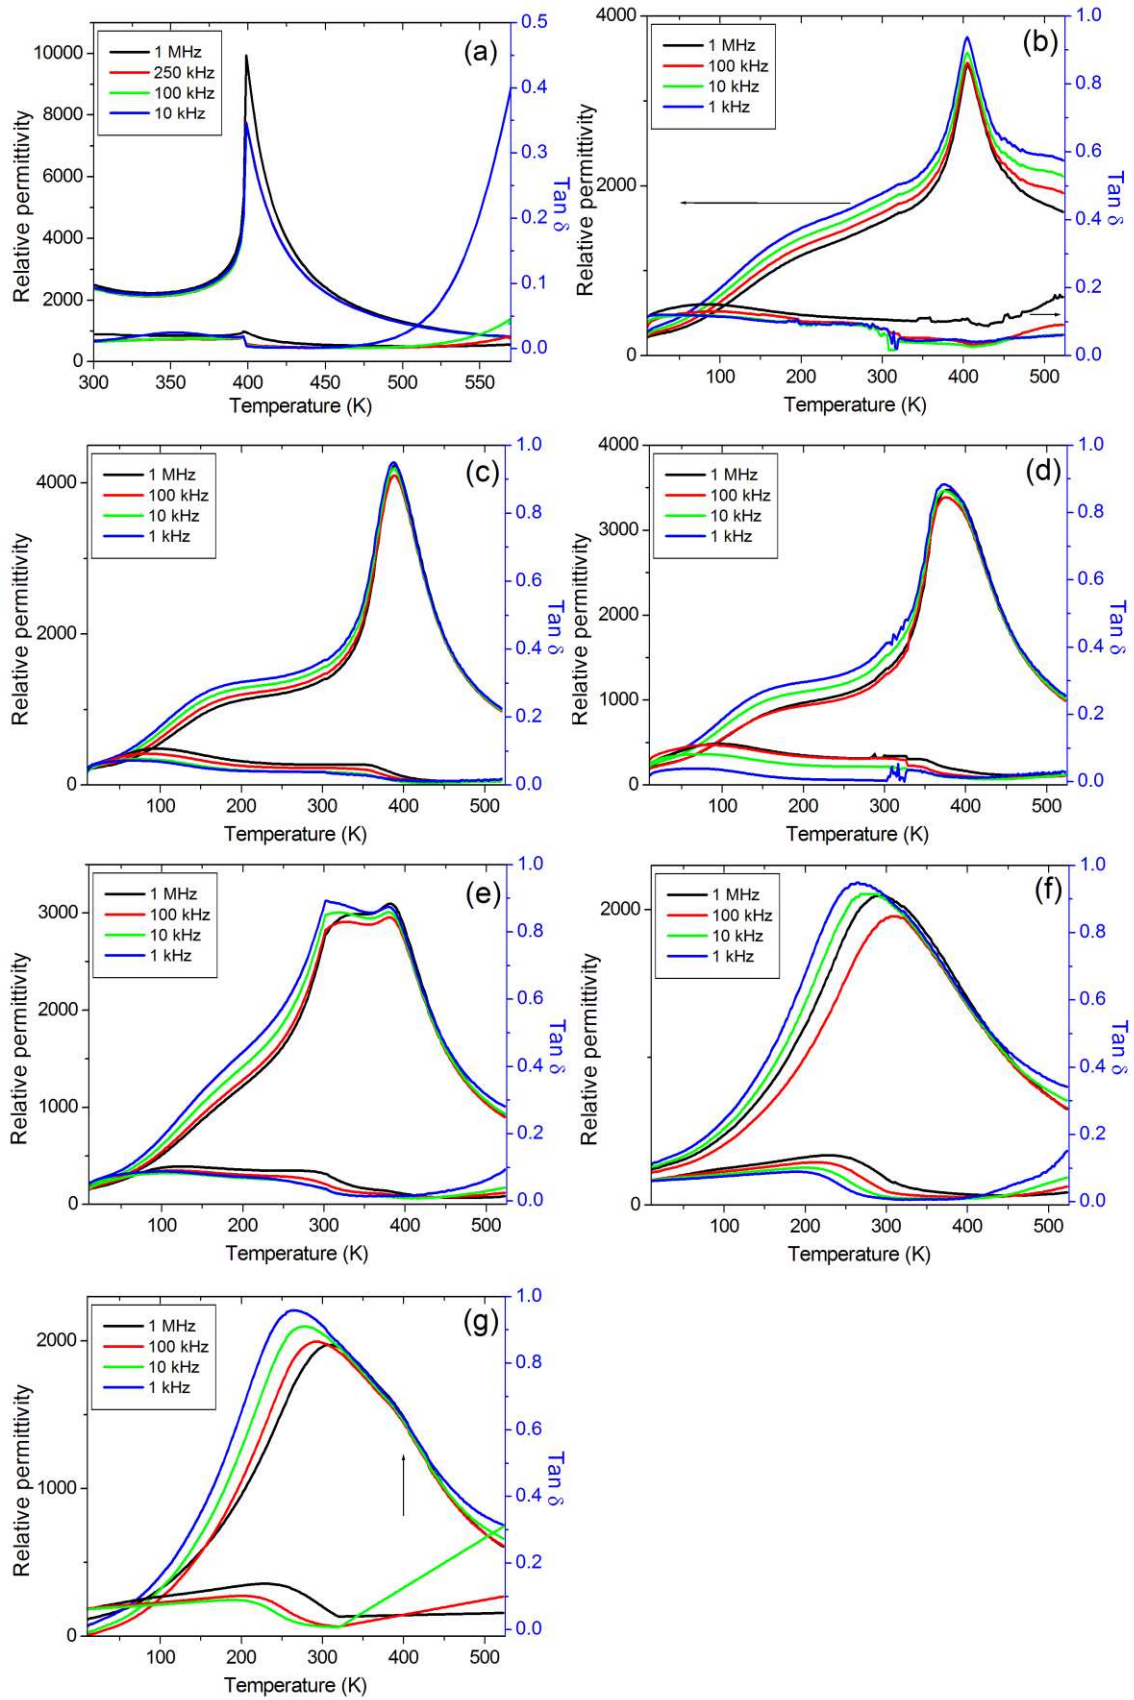 (a)
1 MHz
250 kHz
100 kHz
10 kHz
Relative permittivity
10000
8000
6000
4000
2000
0
300 350 400 450 500 550
Temperature (K)
0.5
0.4
0.3
0.2
0.1
0.0
Tan δ
(b)
1 MHz
100 kHz
10 kHz
1 kHz
Relative permittivity
4000
2000
0
100 200 300 400 500
Temperature (K)
1.0
0.8
0.6
0.4
0.2
0.0
Tan δ
(c)
1 MHz
100 kHz
10 kHz
1 kHz
Relative permittivity
4000
2000
0
100 200 300 400 500
Temperature (K)
1.0
0.8
0.6
0.4
0.2
0.0
Tan δ
(d)
1 MHz
100 kHz
10 kHz
1 kHz
Relative permittivity
4000
3000
2000
1000
0
100 200 300 400 500
Temperature (K)
1.0
0.8
0.6
0.4
0.2
0.0
Tan δ
(e)
1 MHz
100 kHz
10 kHz
1 kHz
Relative permittivity
3000
2000
1000
0
100 200 300 400 500
Temperature (K)
1.0
0.8
0.6
0.4
0.2
0.0
Tan δ
(f)
1 MHz
100 kHz
10 kHz
1 kHz
Relative permittivity
2000
0
100 200 300 400 500
Temperature (K)
1.0
0.8
0.6
0.4
0.2
0.0
Tan δ
(g)
1 MHz
100 kHz
10 kHz
1 kHz
Relative permittivity
2000
1000
0
100 200 300 400 500
Temperature (K)
1.0
0.8
0.6
0.4
0.2
0.0
Tan δ